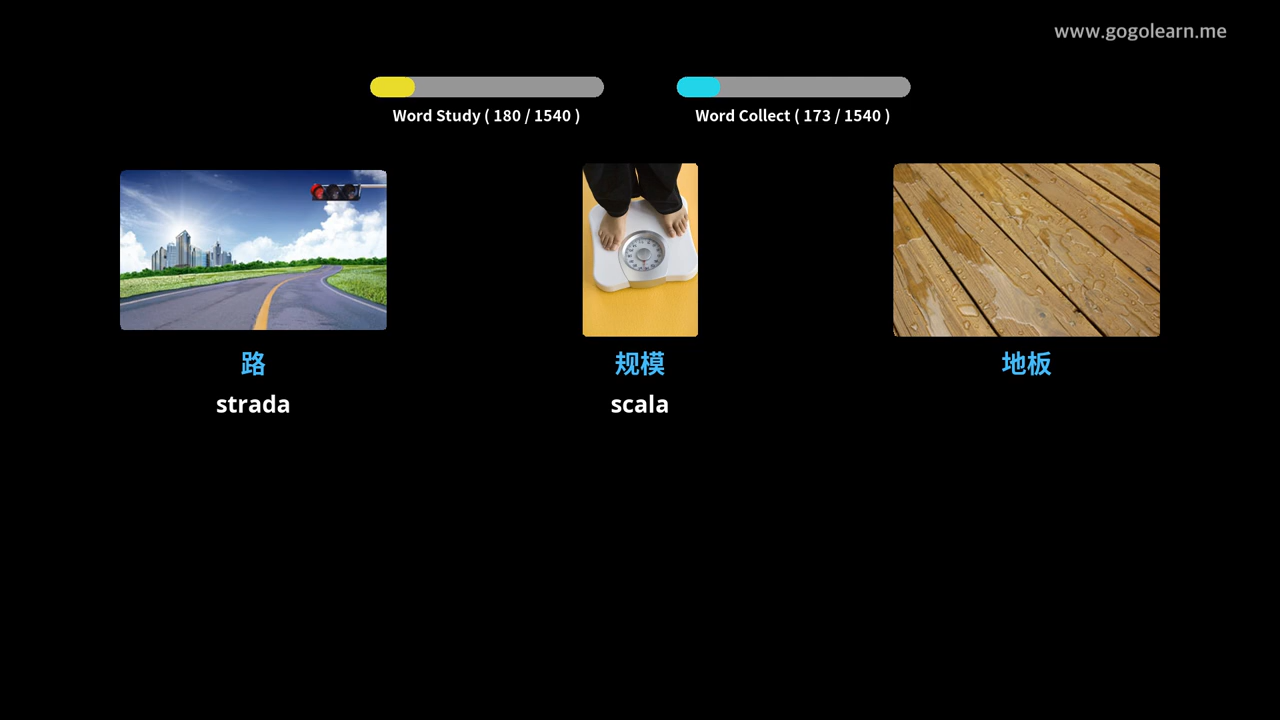 www.gogolearn.me
Word Study ( 180 / 1540 )
Word Collect ( 173 / 1540 )
路
规模
地板
strada
scala